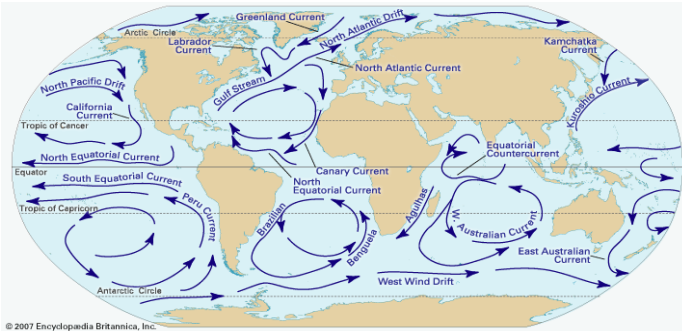 Greenland Current
Arctic Circle
North Atlantic Drift
Labrador
Current
Kamchatka
Current
North Atlantic Current
North Pacific Drift
Gulf Stream
Kuroshio Current
California
Current
Tropic of Cancer
Equatorial
Countercurrent
North Equatorial Current
Equator
Canary Current
South Equatorial Current
North
Equatorial Current
Peru Current
Agulhas
Tropic of Capricorn
Brazilian
Benguela
W. Australian Current
East Australian
Current
West Wind Drift
Antarctic Circle
© 2007 Encyclopædia Britannica, Inc.